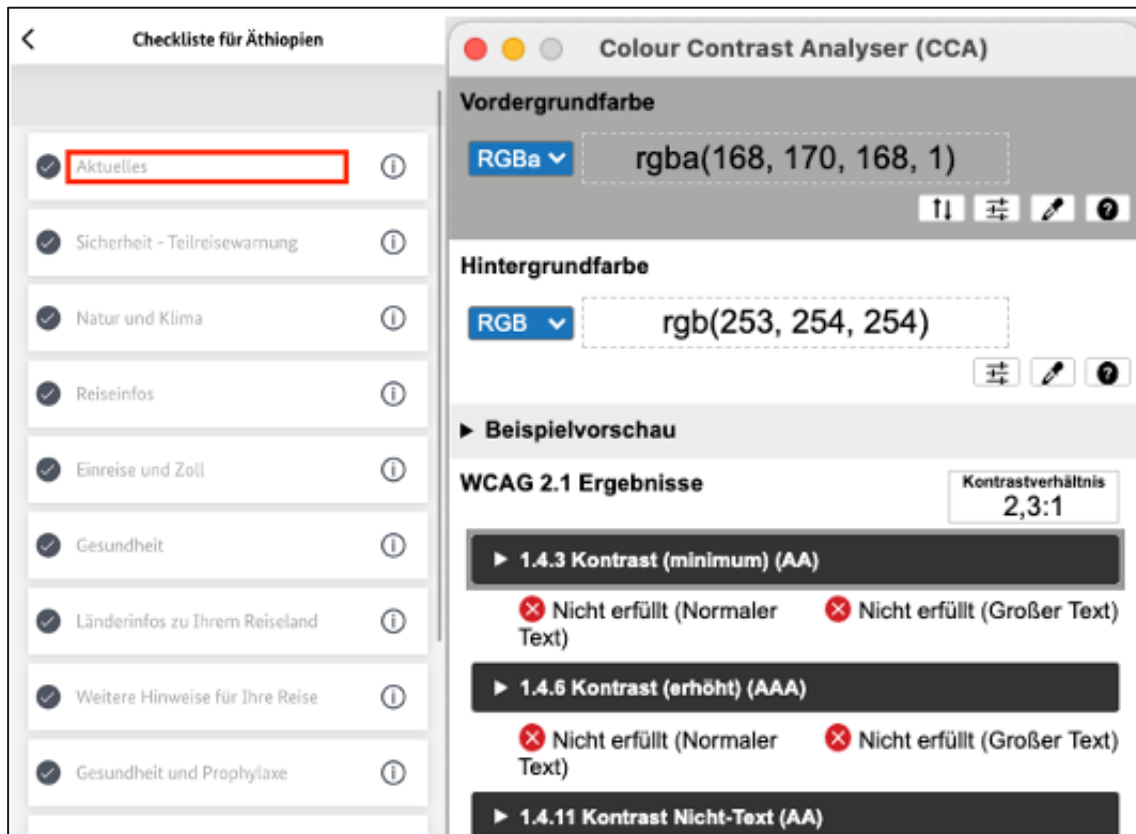 Checkliste für Äthiopien
Aktuelles
Sicherheit - Teilreisewarnung
Natur und Klima
Reiseinfos
Einreise und Zoll
Gesundheit
Länderinfos zu Ihrem Reiseland
Weitere Hinweise für Ihre Reise
Gesundheit und Prophylaxe
Colour Contrast Analyser (CCA)
Vordergrundfarbe
RGBa rgba(168, 170, 168, 1)
Hintergrundfarbe
RGB rgb(253, 254, 254)
Beispielvorschau
WCAG 2.1 Ergebnisse
Kontrastverhältnis
2,3:1
1.4.3 Kontrast (minimum) (AA)
Nicht erfüllt (Normaler Nicht erfüllt (Großer Text)
Text)
1.4.6 Kontrast (erhöht) (AAA)
Nicht erfüllt (Normaler Nicht erfüllt (Großer Text)
Text)
1.4.11 Kontrast Nicht-Text (AA)